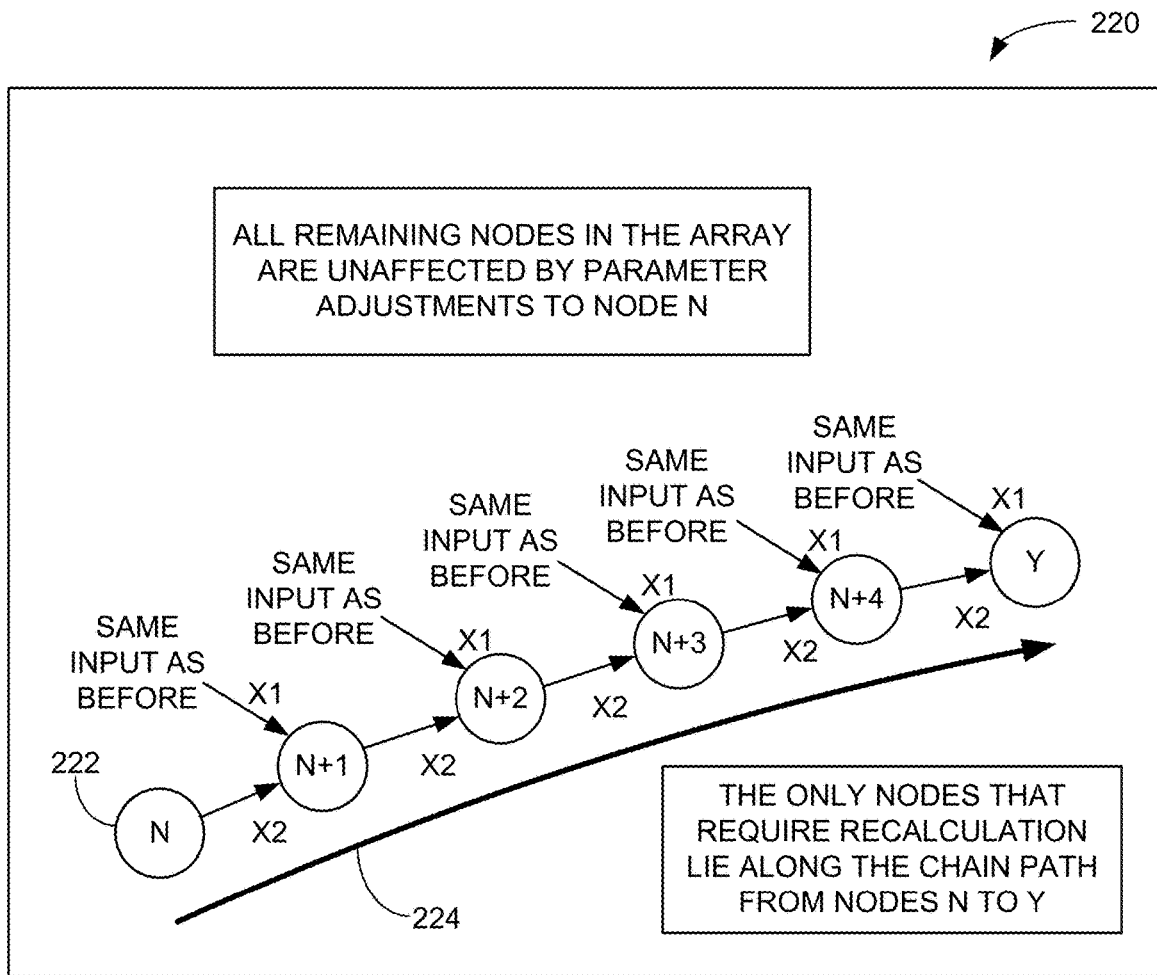 220
ALL REMAINING NODES IN THE ARRAY
ARE UNAFFECTED BY PARAMETER
ADJUSTMENTS TO NODE N
SAME
INPUT AS
BEFORE
X1
Y
X2
SAME
INPUT AS
BEFORE
X1
N+4
X2
SAME
INPUT AS
BEFORE
X1
N+3
X2
SAME
INPUT AS
BEFORE
X1
N+2
X2
SAME
INPUT AS
BEFORE
X1
N+1
X2
222
N
224
THE ONLY NODES THAT
REQUIRE RECALCULATION
LIE ALONG THE CHAIN PATH
FROM NODES N TO Y